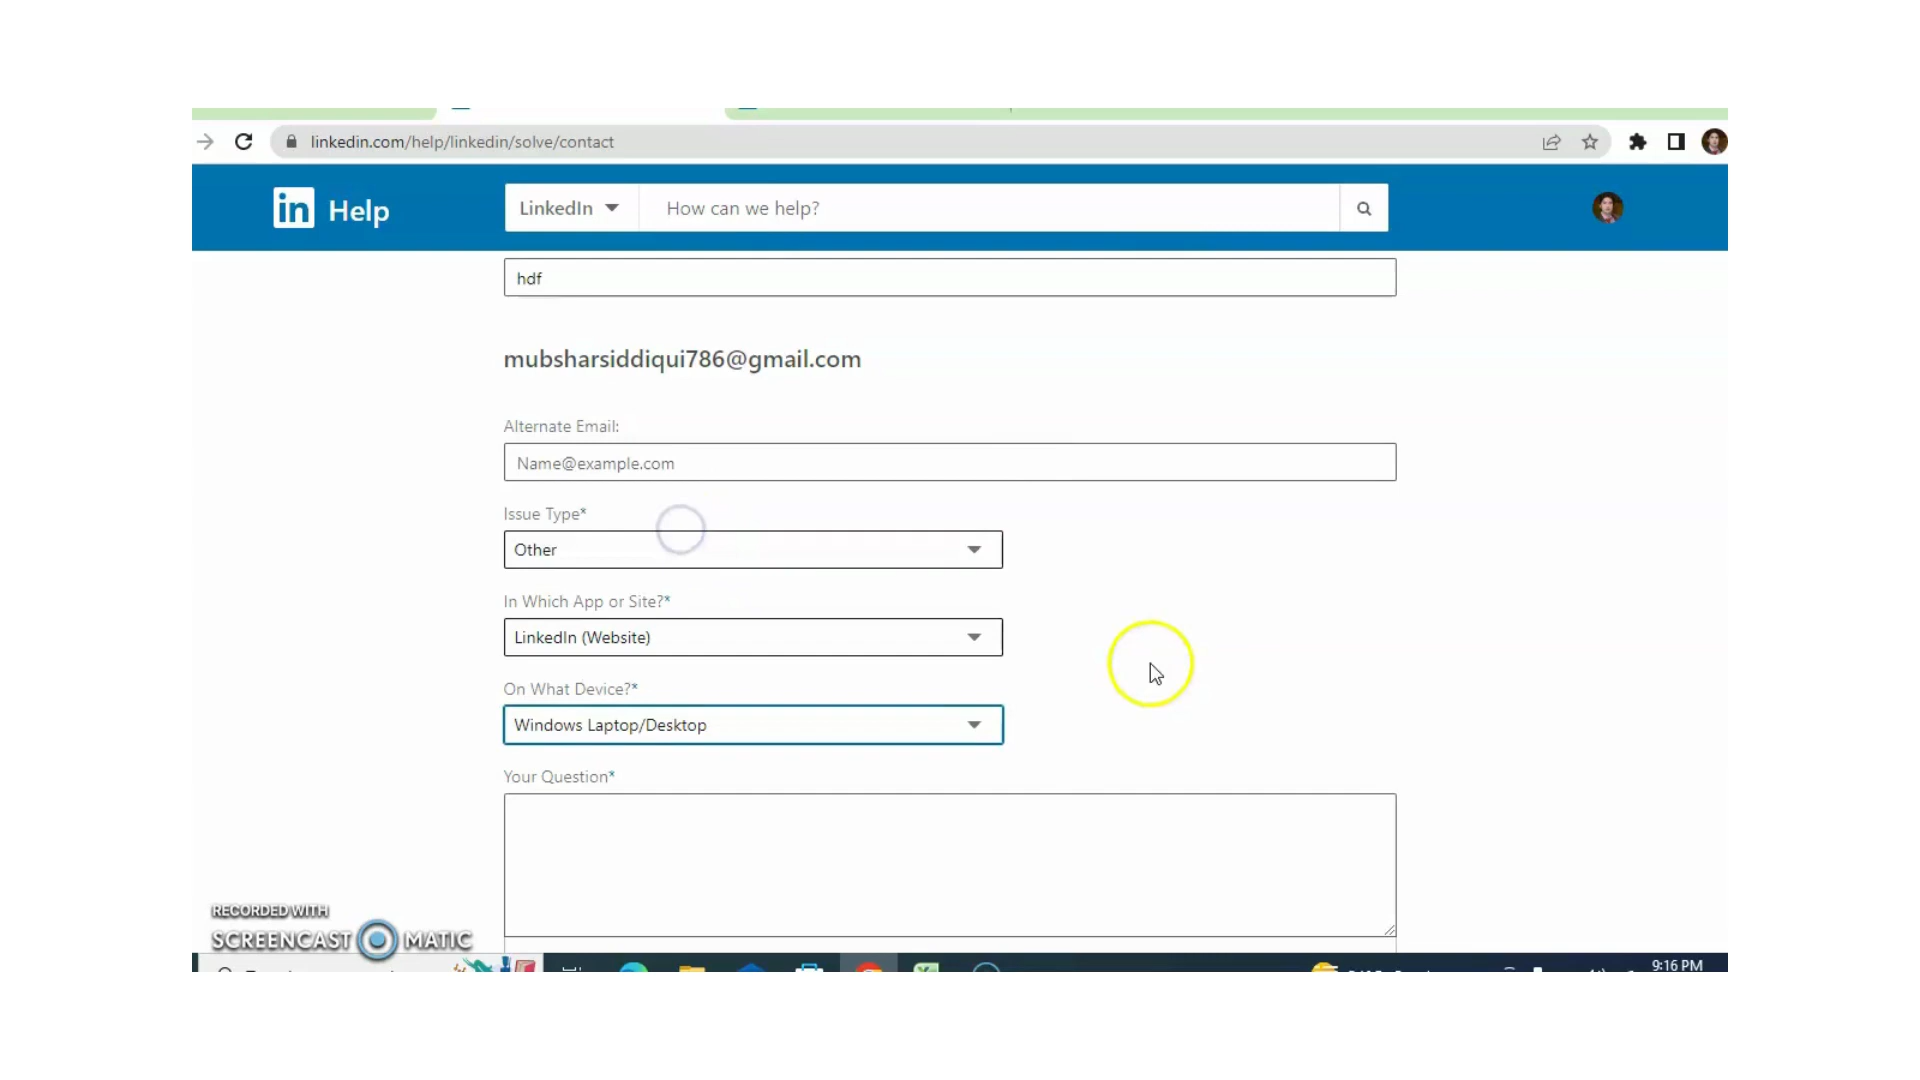 linkedin.com/help/linkedin/solve/contact
in Help
LinkedIn
How can we help?
hdf
mubsharsiddiqui786@gmail.com
Alternate Email:
Name@example.com
Issue Type*
Other
In Which App or Site?*
LinkedIn (Website)
On What Device?*
Windows Laptop/Desktop
Your Question*
RECORDED WITH
SCREENCAST MATIC
9:16 PM